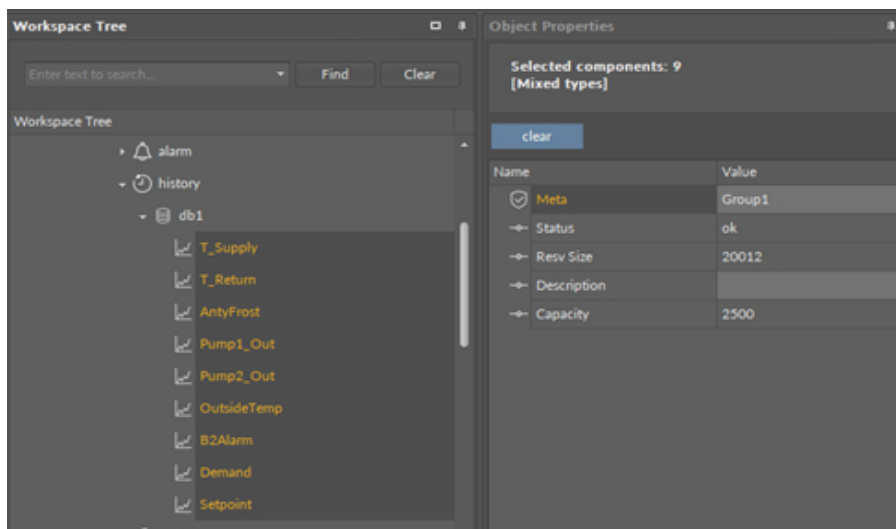 Workspace Tree
Enter text to search...
Find
Clear
Workspace Tree
alarm
history
db1
T_Supply
T_Return
AntyFrost
Pump1_Out
Pump2_Out
OutsideTemp
B2Alarm
Demand
Setpoint
Object Properties
Selected components: 9
[Mixed types]
clear
Name Value
Meta Group1
Status ok
Resv Size 20012
Description
Capacity 2500